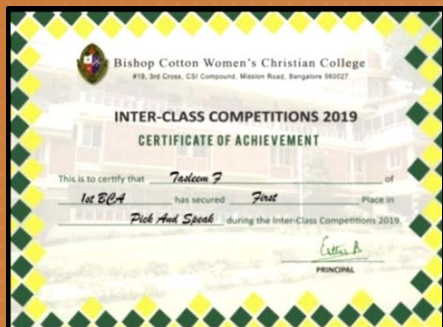 Bishop Cotton Women's Christian College
#19, 3rd Cross, CSI Compound, Mission Road, Bangalore 560027
INTER-CLASS COMPETITIONS 2019
CERTIFICATE OF ACHIEVEMENT
This is to certify that Tasleem F of
Ist BCA has secured First Place in
Pick And Speak during the Inter-Class Competitions 2019.
PRINCIPAL